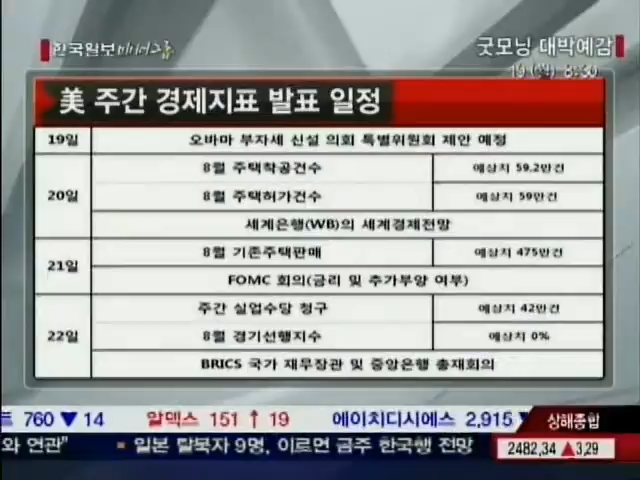 한국일보미디어그룹
굿모닝 대박예감
19 (월) 8:30
美 주간 경제지표 발표 일정
19일 오바마 부자세 신설 의회 특별위원회 제안 예정
20일 8월 주택착공건수 예상치 59.2만건
8월 주택허가건수 예상치 59만건
세계은행(WB)의 세계경제전망
21일 8월 기존주택판매 예상치 475만건
FOMC 회의(금리 및 추가부양 여부)
22일 주간 실업수당 청구 예상치 42만건
8월 경기선행지수 예상치 0%
BRICS 국가 재무장관 및 중앙은행 총재회의
트 760 ▼ 14 알덱스 151 ↑ 19 에이치디시에스 2,915 상해종합
와 연관" ▪ 일본 탈북자 9명, 이르면 금주 한국행 전망 2482,34 ▲3,29